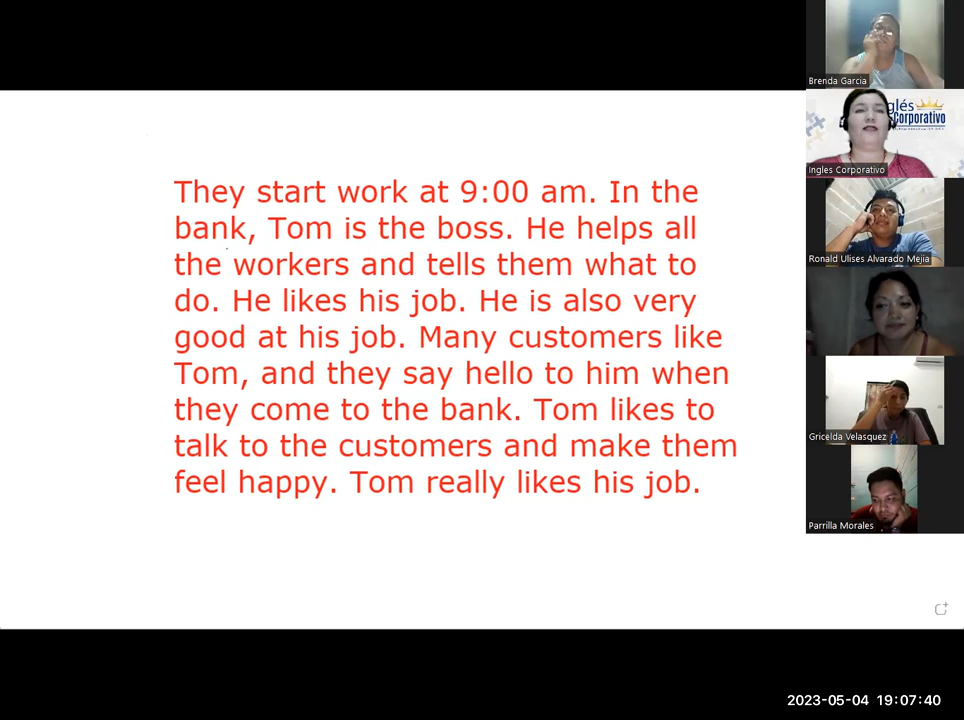 They start work at 9:00 am. In the
bank, Tom is the boss. He helps all
the workers and tells them what to
do. He likes his job. He is also very
good at his job. Many customers like
Tom, and they say hello to him when
they come to the bank. Tom likes to
talk to the customers and make them
feel happy. Tom really likes his job.
Brenda Garcia
glés
Corporativo
Ingles Corporativo
Ronald Ulises Alvarado Mejia
Gricelda Velasquez
Parrilla Morales
2023-05-04 19:07:40